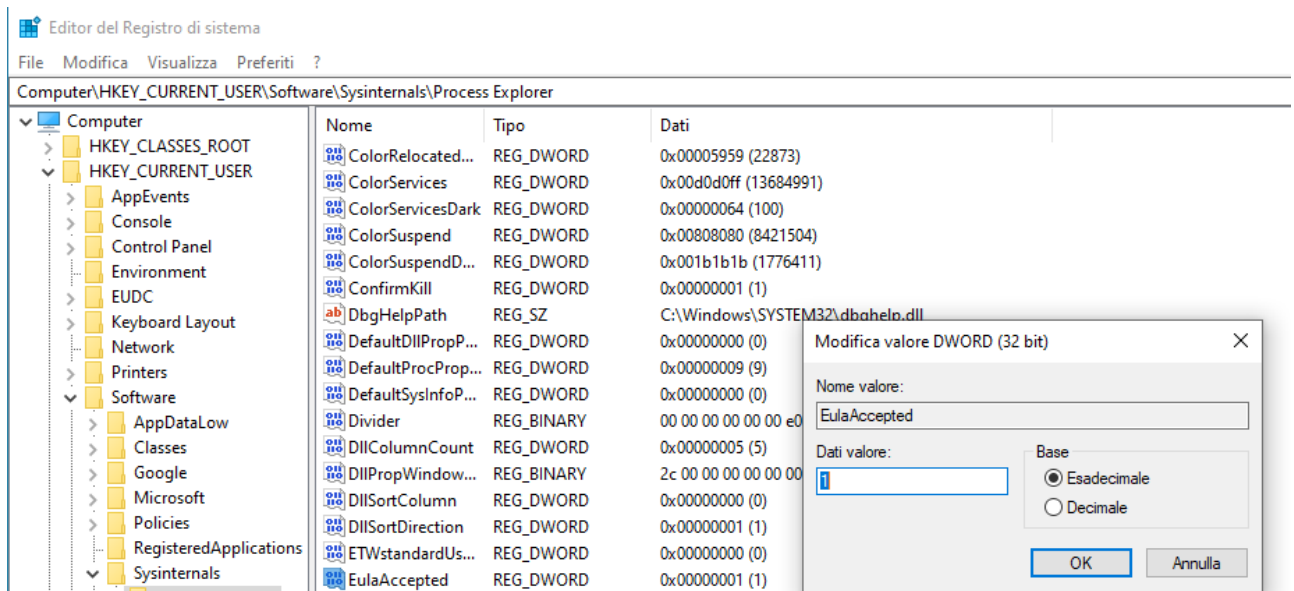 Editor del Registro di sistema
File Modifica Visualizza Preferiti ?
Computer\HKEY_CURRENT_USER\Software\Sysinternals\Process Explorer
Computer
HKEY_CLASSES_ROOT
HKEY_CURRENT_USER
AppEvents
Console
Control Panel
Environment
EUDC
Keyboard Layout
Network
Printers
Software
AppDataLow
Classes
Google
Microsoft
Policies
RegisteredApplications
Sysinternals
Nome Tipo Dati
ColorRelocated... REG_DWORD 0x00005959 (22873)
ColorServices REG_DWORD 0x00d0d0ff (13684991)
ColorServicesDark REG_DWORD 0x00000064 (100)
ColorSuspend REG_DWORD 0x00808080 (8421504)
ColorSuspendD... REG_DWORD 0x001b1b1b (1776411)
ConfirmKill REG_DWORD 0x00000001 (1)
DbgHelpPath REG_SZ C:\Windows\SYSTEM32\dbghelp.dll
DefaultDllPropP... REG_DWORD 0x00000000 (0)
DefaultProcProp... REG_DWORD 0x00000009 (9)
DefaultSysInfoP... REG_DWORD 0x00000000 (0)
Divider REG_BINARY 00 00 00 00 00 00 e0
DllColumnCount REG_DWORD 0x00000005 (5)
DllPropWindow... REG_BINARY 2c 00 00 00 00 00 00
DllSortColumn REG_DWORD 0x00000000 (0)
DllSortDirection REG_DWORD 0x00000001 (1)
ETWstandardUs... REG_DWORD 0x00000000 (0)
EulaAccepted REG_DWORD 0x00000001 (1)
Modifica valore DWORD (32 bit)
Nome valore:
EulaAccepted
Dati valore:
1
Base
Esadecimale
Decimale
OK Annulla